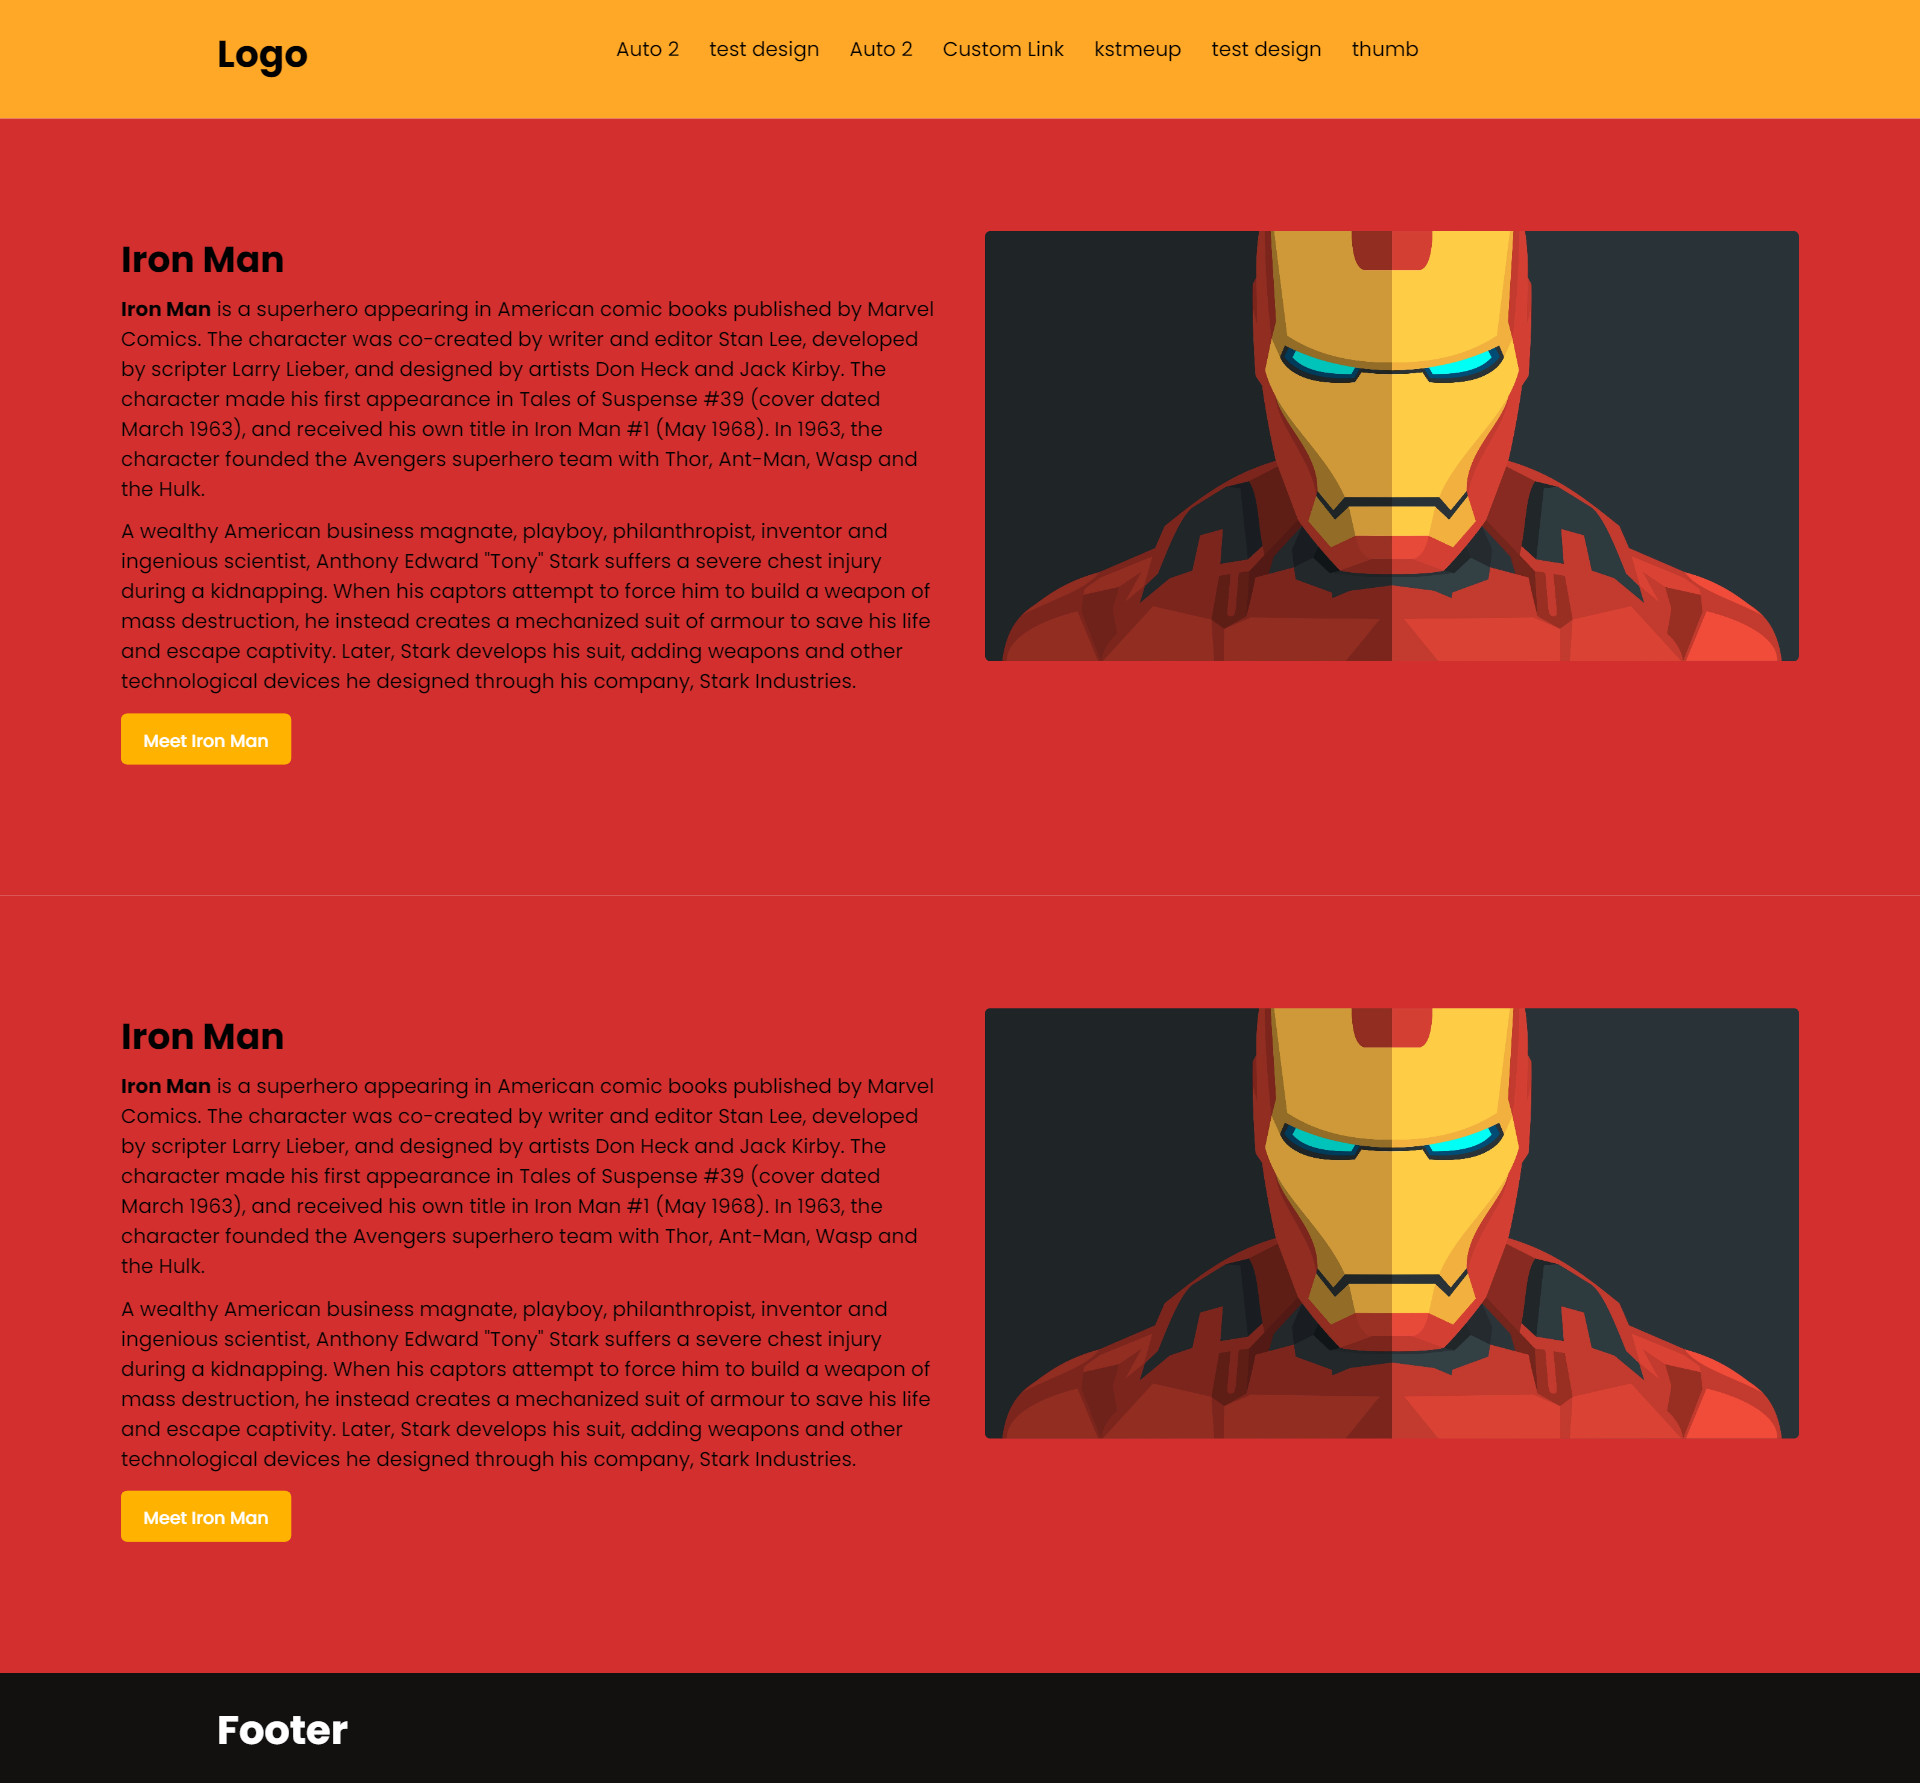 Logo
Auto 2 test design Auto 2 Custom Link kstmeup test design thumb
Iron Man
Iron Man is a superhero appearing in American comic books published by Marvel
Comics. The character was co-created by writer and editor Stan Lee, developed
by scripter Larry Lieber, and designed by artists Don Heck and Jack Kirby. The
character made his first appearance in Tales of Suspense #39 (cover dated
March 1963), and received his own title in Iron Man #1 (May 1968). In 1963, the
character founded the Avengers superhero team with Thor, Ant-Man, Wasp and
the Hulk.
A wealthy American business magnate, playboy, philanthropist, inventor and
ingenious scientist, Anthony Edward "Tony" Stark suffers a severe chest injury
during a kidnapping. When his captors attempt to force him to build a weapon of
mass destruction, he instead creates a mechanized suit of armour to save his life
and escape captivity. Later, Stark develops his suit, adding weapons and other
technological devices he designed through his company, Stark Industries.
Meet Iron Man
Iron Man
Iron Man is a superhero appearing in American comic books published by Marvel
Comics. The character was co-created by writer and editor Stan Lee, developed
by scripter Larry Lieber, and designed by artists Don Heck and Jack Kirby. The
character made his first appearance in Tales of Suspense #39 (cover dated
March 1963), and received his own title in Iron Man #1 (May 1968). In 1963, the
character founded the Avengers superhero team with Thor, Ant-Man, Wasp and
the Hulk.
A wealthy American business magnate, playboy, philanthropist, inventor and
ingenious scientist, Anthony Edward "Tony" Stark suffers a severe chest injury
during a kidnapping. When his captors attempt to force him to build a weapon of
mass destruction, he instead creates a mechanized suit of armour to save his life
and escape captivity. Later, Stark develops his suit, adding weapons and other
technological devices he designed through his company, Stark Industries.
Meet Iron Man
Footer